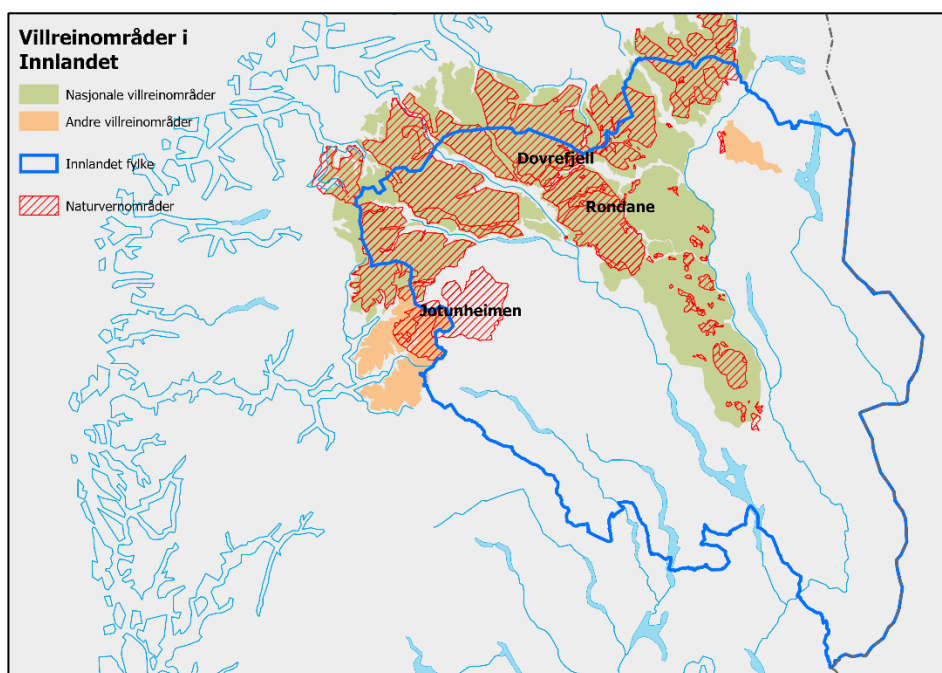 Villreinområder i
Innlandet
Nasjonale villreinområder
Andre villreinområder
Innlandet fylke
Naturvernområder
Dovrefjell
Rondane
Jotunheimen